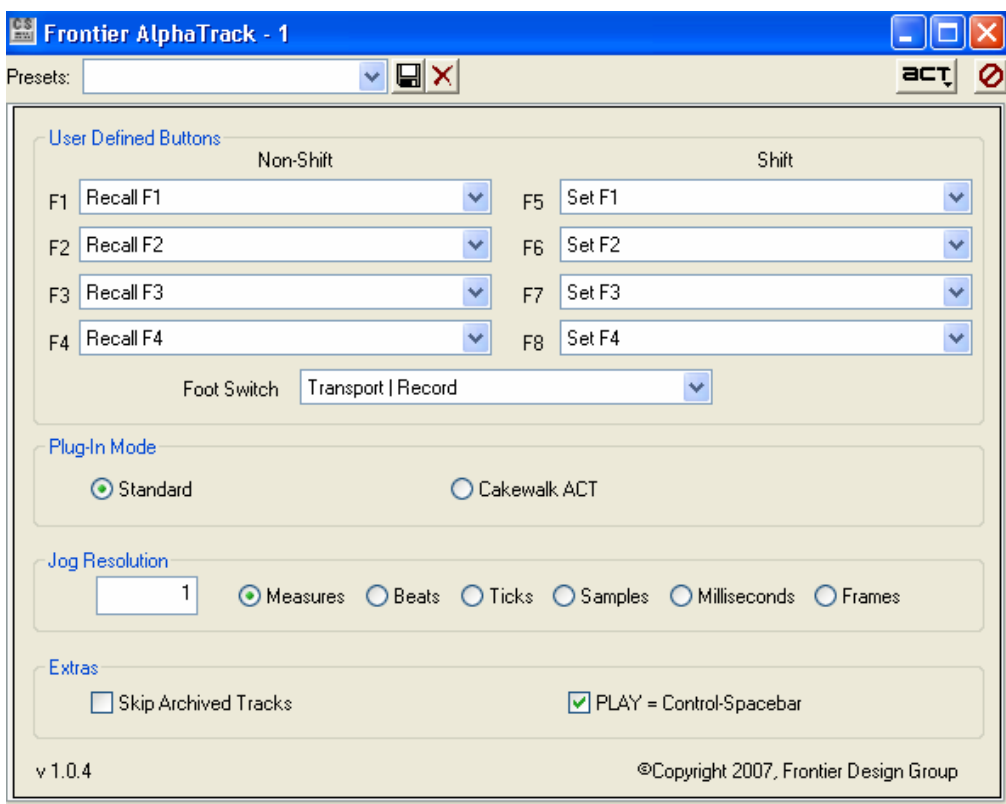 Frontier AlphaTrack - 1
Presets:
ACT
User Defined Buttons
Non-Shift Shift
F1 Recall F1 F5 Set F1
F2 Recall F2 F6 Set F2
F3 Recall F3 F7 Set F3
F4 Recall F4 F8 Set F4
Foot Switch Transport | Record
Plug-In Mode
Standard Cakewalk ACT
Jog Resolution
1 Measures Beats Ticks Samples Milliseconds Frames
Extras
Skip Archived Tracks PLAY = Control-Spacebar
v 1.0.4 ©Copyright 2007, Frontier Design Group